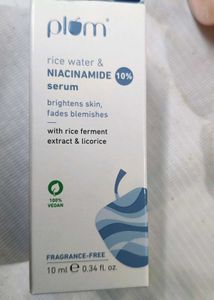 plum
rice water &
NIACINAMIDE 10%
serum
brightens skin,
fades blemishes
with rice ferment
extract & licorice
100%
VEGAN
FRAGRANCE-FREE
10 ml ℮ 0.34 fl. oz.